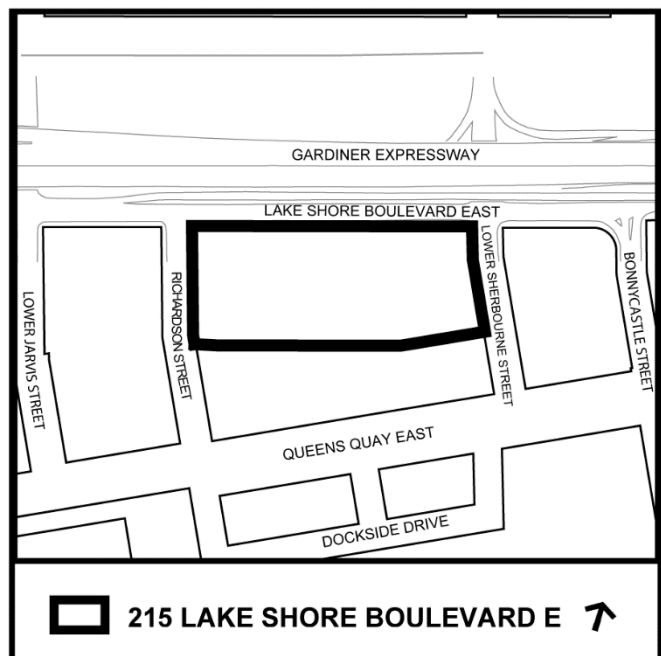 GARDINER EXPRESSWAY
LAKE SHORE BOULEVARD EAST
LOWER JARVIS STREET
RICHARDSON STREET
LOWER SHERBOURNE STREET
BONNYCASTLE STREET
QUEENS QUAY EAST
DOCKSIDE DRIVE
215 LAKE SHORE BOULEVARD E